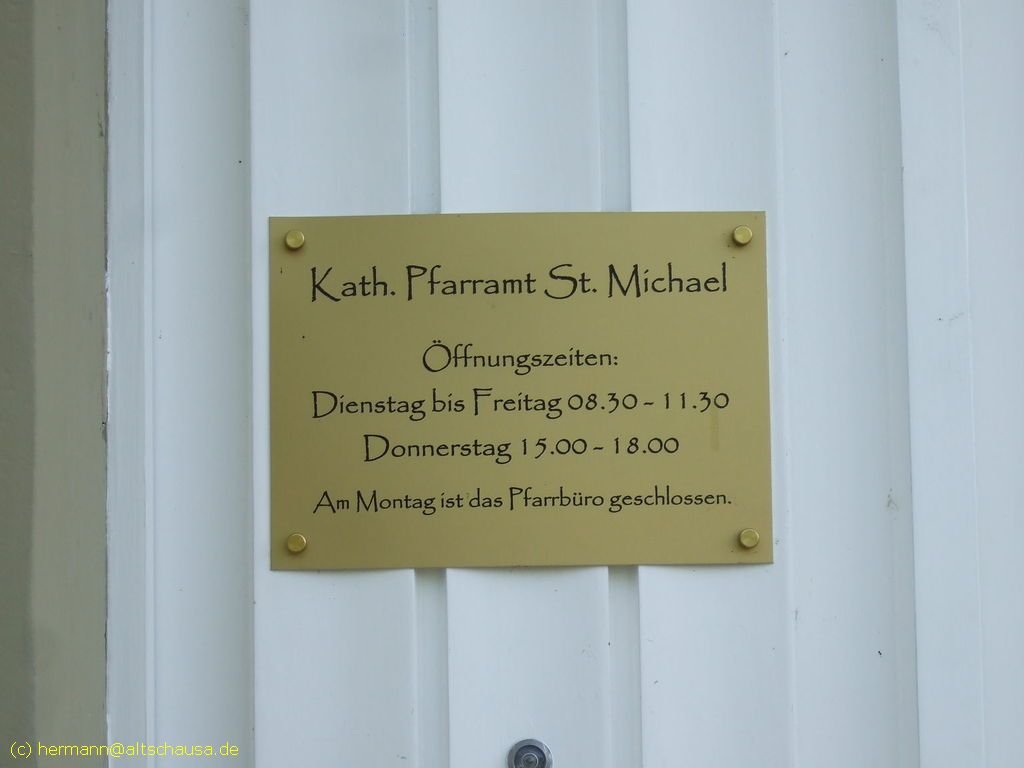 Kath. Pfarramt St. Michael
Öffnungszeiten:
Dienstag bis Freitag 08.30 - 11.30
Donnerstag 15.00 - 18.00
Am Montag ist das Pfarrbüro geschlossen.
(c) hermann@altschausa.de